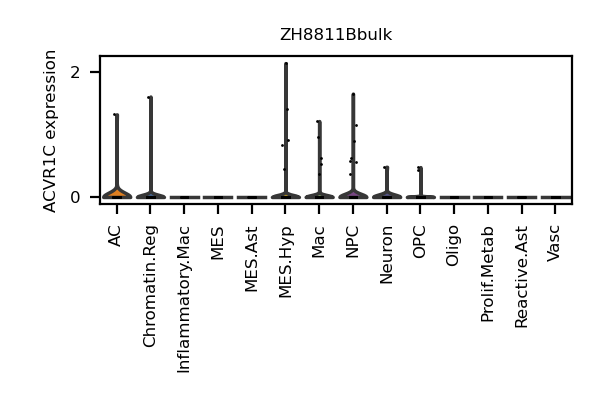 ZH8811Bbulk
ACVR1C expression
2
0
AC
Chromatin.Reg
Inflammatory.Mac
MES
MES.Ast
MES.Hyp
Mac
NPC
Neuron
OPC
Oligo
Prolif.Metab
Reactive.Ast
Vasc